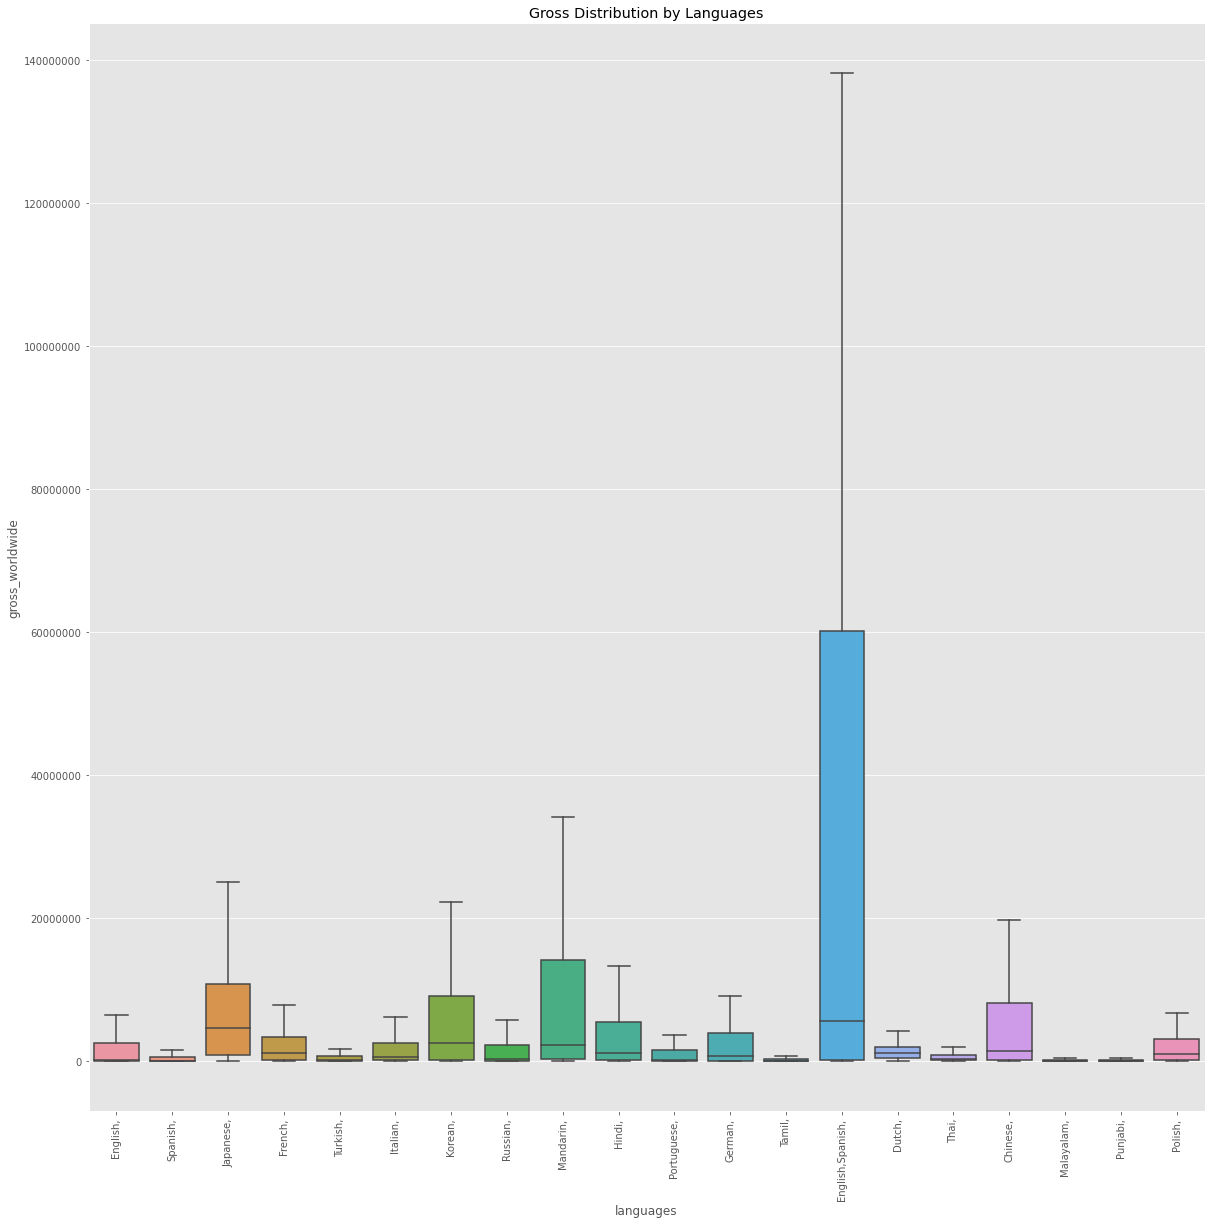 Gross Distribution by Languages
140000000
120000000
100000000
80000000
60000000
40000000
20000000
0
gross_worldwide
English,
Spanish,
Japanese,
French,
Turkish,
Italian,
Korean,
Russian,
Mandarin,
Hindi,
Portuguese,
German,
Tamil,
English,Spanish,
Dutch,
Thai,
Chinese,
Malayalam,
Punjabi,
Polish,
languages